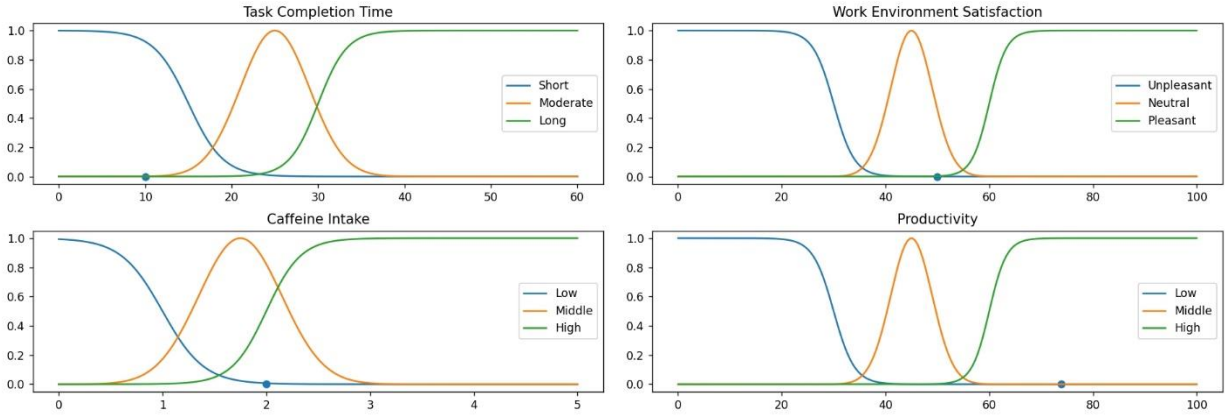 Task Completion Time
1.0
0.8
0.6
0.4
0.2
0.0
Short
Moderate
Long
0 10 20 30 40 50 60
Work Environment Satisfaction
1.0
0.8
0.6
0.4
0.2
0.0
Unpleasant
Neutral
Pleasant
0 20 40 60 80 100
Caffeine Intake
1.0
0.8
0.6
0.4
0.2
0.0
Low
Middle
High
0 1 2 3 4 5
Productivity
1.0
0.8
0.6
0.4
0.2
0.0
Low
Middle
High
0 20 40 60 80 100